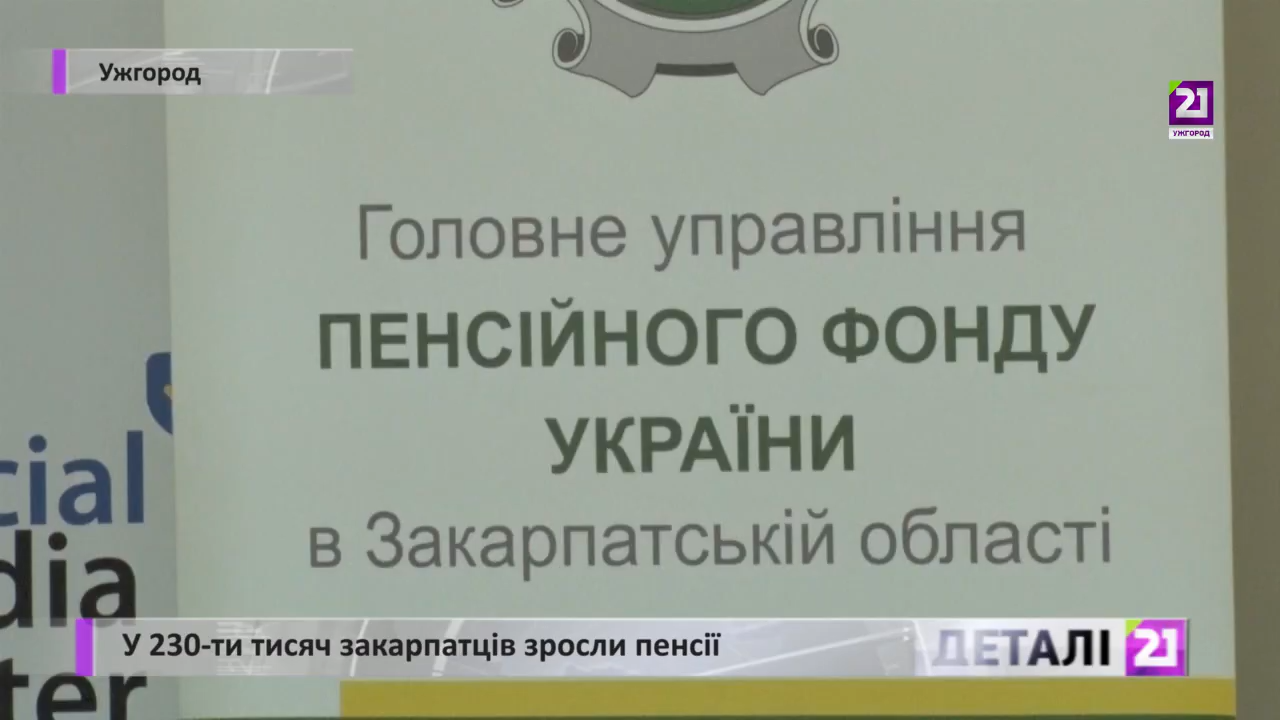 Ужгород
21
УЖГОРОД
Головне управління
ПЕНСІЙНОГО ФОНДУ
УКРАЇНИ
в Закарпатській області
cial
dia
ter
У 230-ти тисяч закарпатців зросли пенсії
ДЕТАЛІ 21